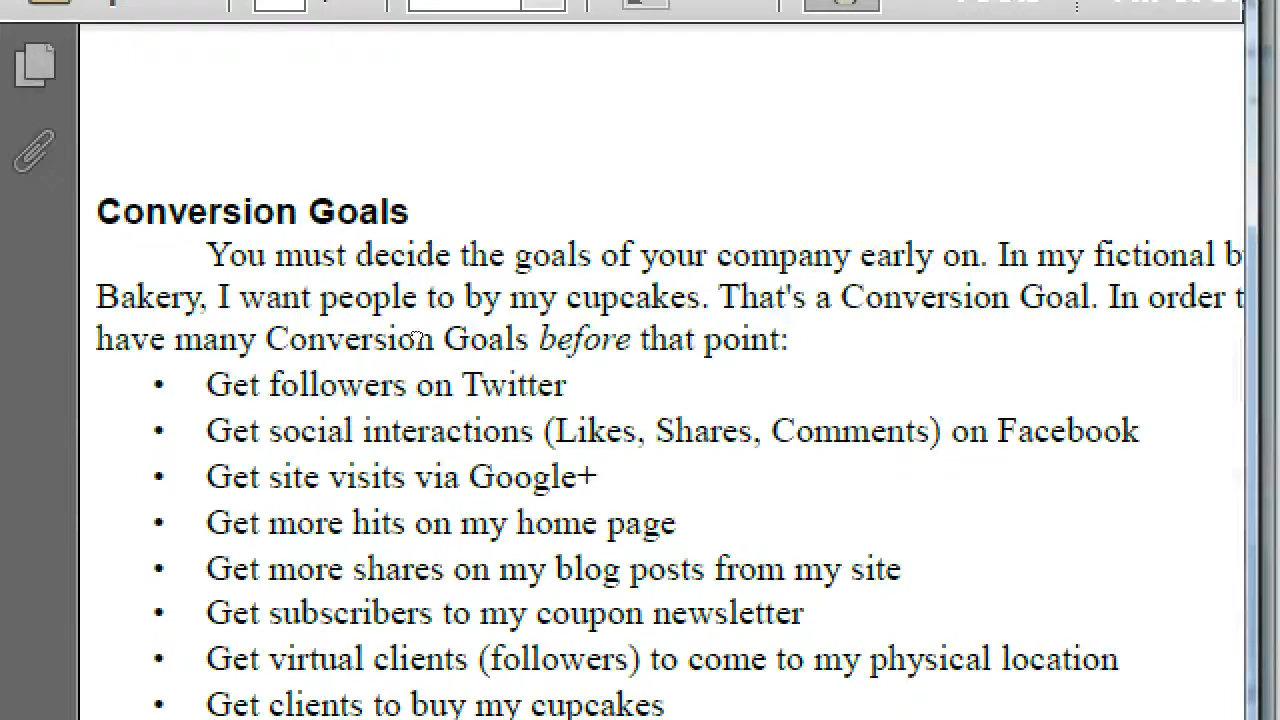 Conversion Goals
You must decide the goals of your company early on. In my fictional
Bakery, I want people to by my cupcakes. That's a Conversion Goal. In order
have many Conversion Goals before that point:
• Get followers on Twitter
• Get social interactions (Likes, Shares, Comments) on Facebook
• Get site visits via Google+
• Get more hits on my home page
• Get more shares on my blog posts from my site
• Get subscribers to my coupon newsletter
• Get virtual clients (followers) to come to my physical location
• Get clients to buy my cupcakes